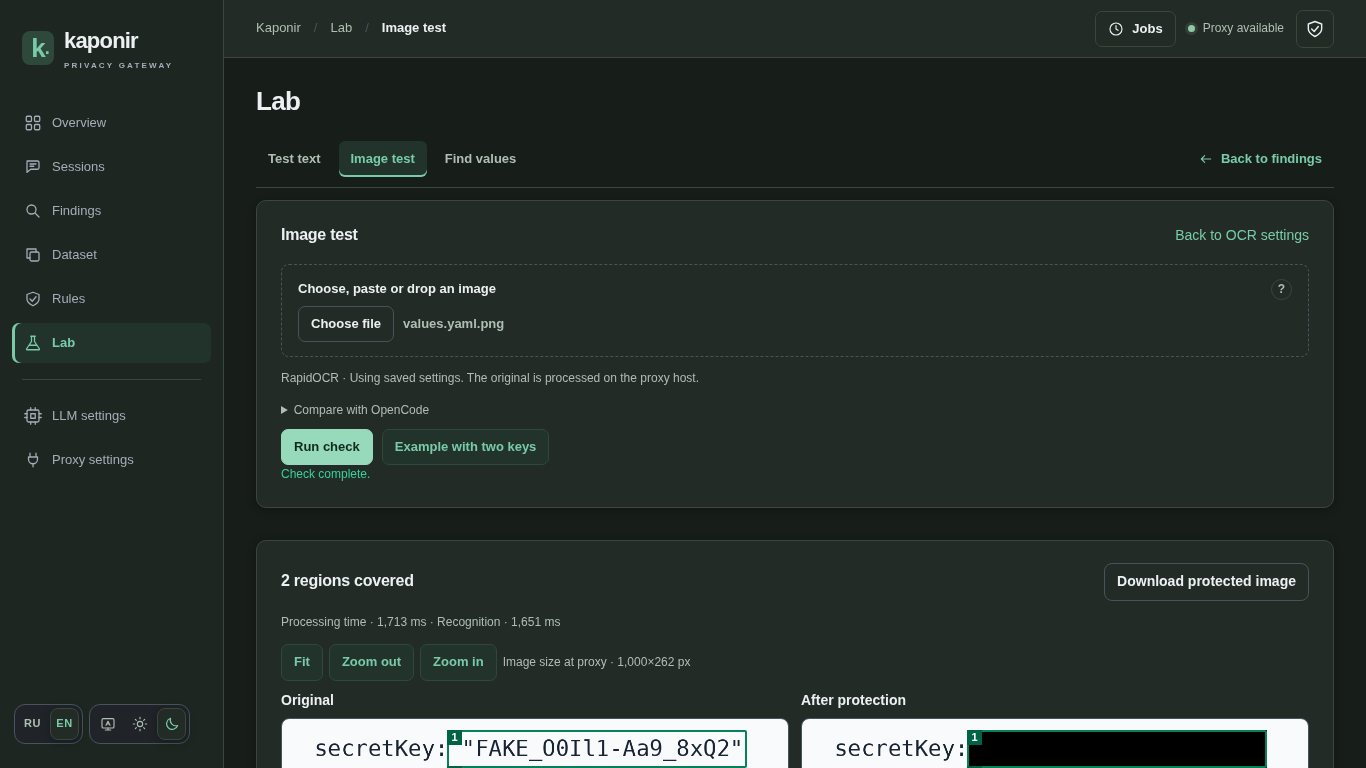 k.
kaponir
PRIVACY GATEWAY
Kaponir / Lab / Image test
Jobs
Proxy available
Overview
Sessions
Findings
Dataset
Rules
Lab
LLM settings
Proxy settings
RU EN
Lab
Test text
Image test
Find values
Back to findings
Image test
Back to OCR settings
Choose, paste or drop an image
?
Choose file
values.yaml.png
RapidOCR · Using saved settings. The original is processed on the proxy host.
Compare with OpenCode
Run check
Example with two keys
Check complete.
2 regions covered
Download protected image
Processing time · 1,713 ms · Recognition · 1,651 ms
Fit
Zoom out
Zoom in
Image size at proxy · 1,000×262 px
Original
After protection
secretKey: 1 "FAKE_O0Il1-Aa9_8xQ2"
secretKey: 1